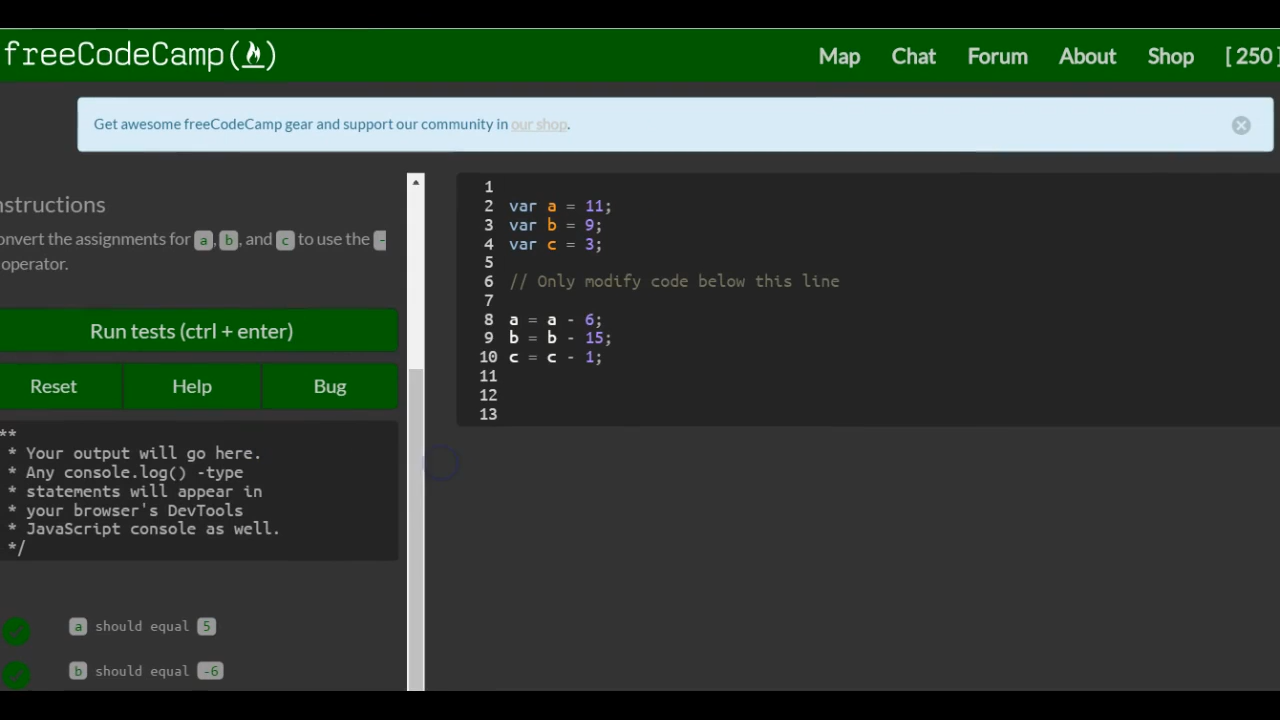 freeCodeCamp(🔥)
Map Chat Forum About Shop [ 250 ]
Get awesome freeCodeCamp gear and support our community in our shop.
nstructions
onvert the assignments for a, b, and c to use the -
operator.
Run tests (ctrl + enter)
Reset Help Bug
**
* Your output will go here.
* Any console.log() -type
* statements will appear in
* your browser's DevTools
* JavaScript console as well.
*/
a should equal 5
b should equal -6
1
2 var a = 11;
3 var b = 9;
4 var c = 3;
5
6 // Only modify code below this line
7
8 a = a - 6;
9 b = b - 15;
10 c = c - 1;
11
12
13